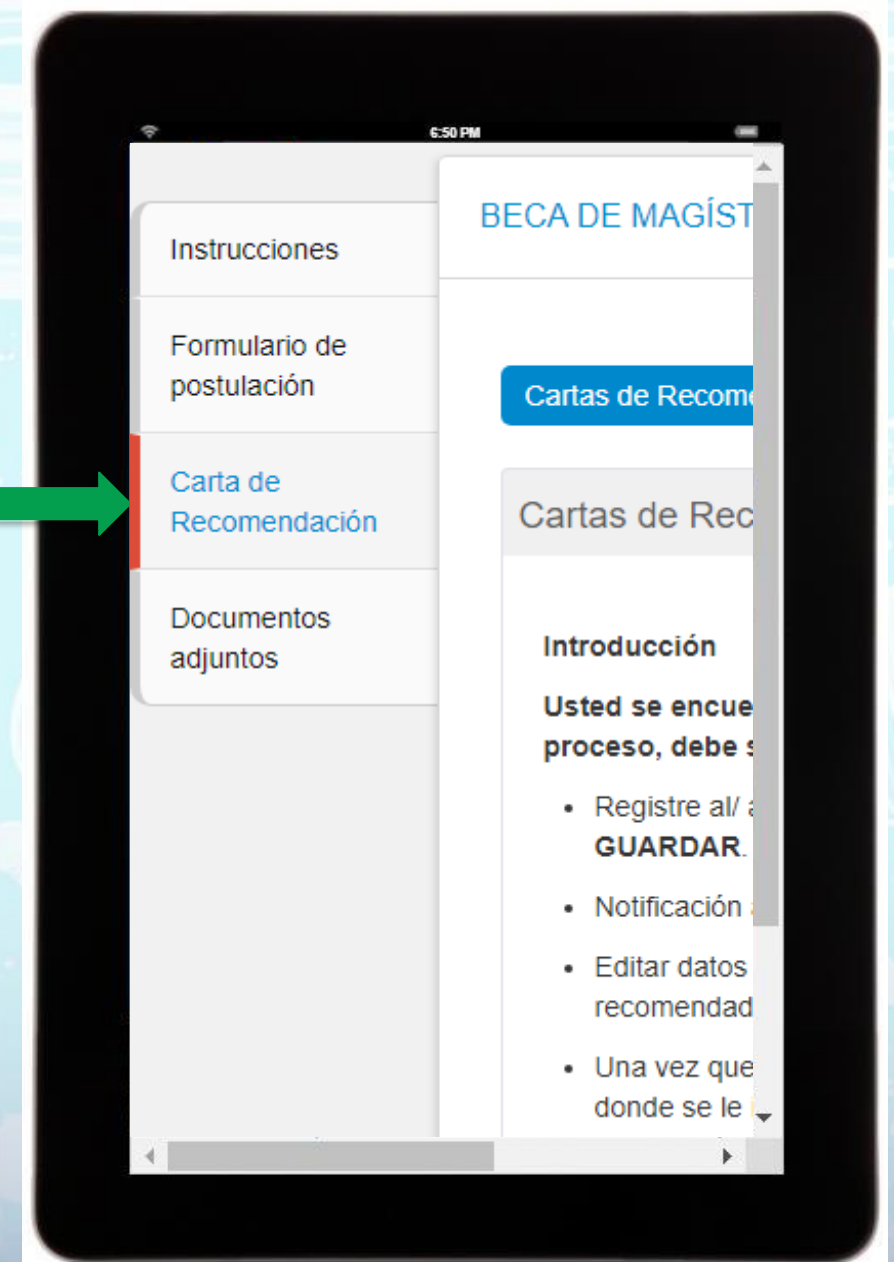 6:50 PM
Instrucciones
Formulario de
postulación
Carta de
Recomendación
Documentos
adjuntos
BECA DE MAGÍST
Cartas de Recome
Cartas de Rec
Introducción
Usted se encue
proceso, debe s
• Registre al/ a
GUARDAR.
• Notificación
• Editar datos
recomendad
• Una vez que
donde se le